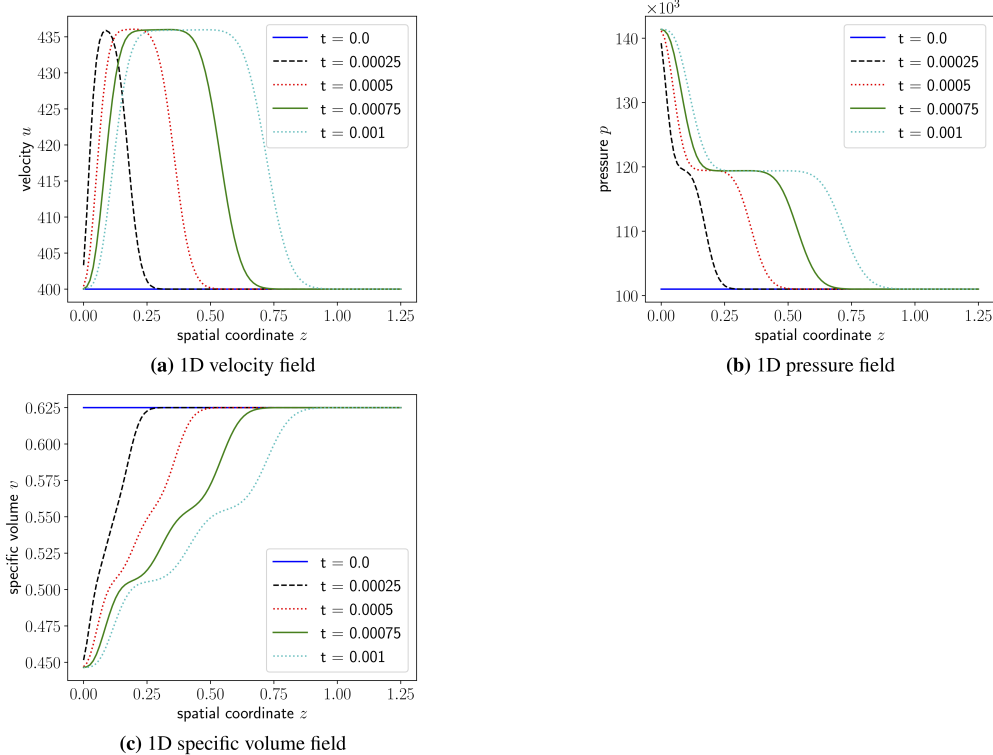 velocity u
435
430
425
420
415
410
405
400
0.00 0.25 0.50 0.75 1.00 1.25
spatial coordinate z
t = 0.0
t = 0.00025
t = 0.0005
t = 0.00075
t = 0.001
(a) 1D velocity field
×10³
pressure p
140
130
120
110
100
0.00 0.25 0.50 0.75 1.00 1.25
spatial coordinate z
t = 0.0
t = 0.00025
t = 0.0005
t = 0.00075
t = 0.001
(b) 1D pressure field
specific volume v
0.625
0.600
0.575
0.550
0.525
0.500
0.475
0.450
0.00 0.25 0.50 0.75 1.00 1.25
spatial coordinate z
t = 0.0
t = 0.00025
t = 0.0005
t = 0.00075
t = 0.001
(c) 1D specific volume field